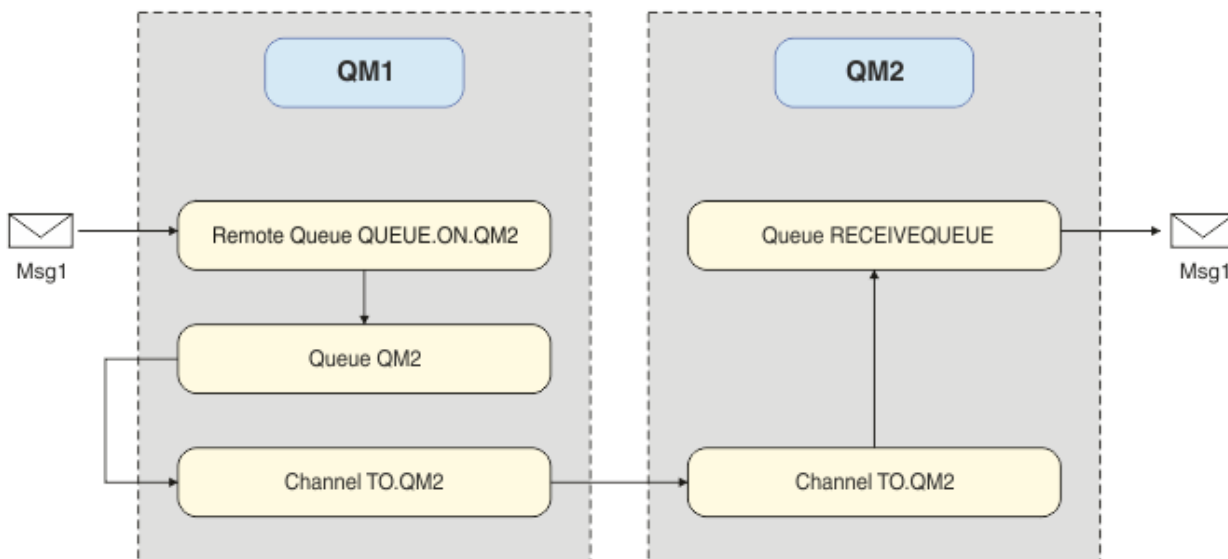 QM1
QM2
Remote Queue QUEUE.ON.QM2
Queue RECEIVEQUEUE
Msg1
Msg1
Queue QM2
Channel TO.QM2
Channel TO.QM2